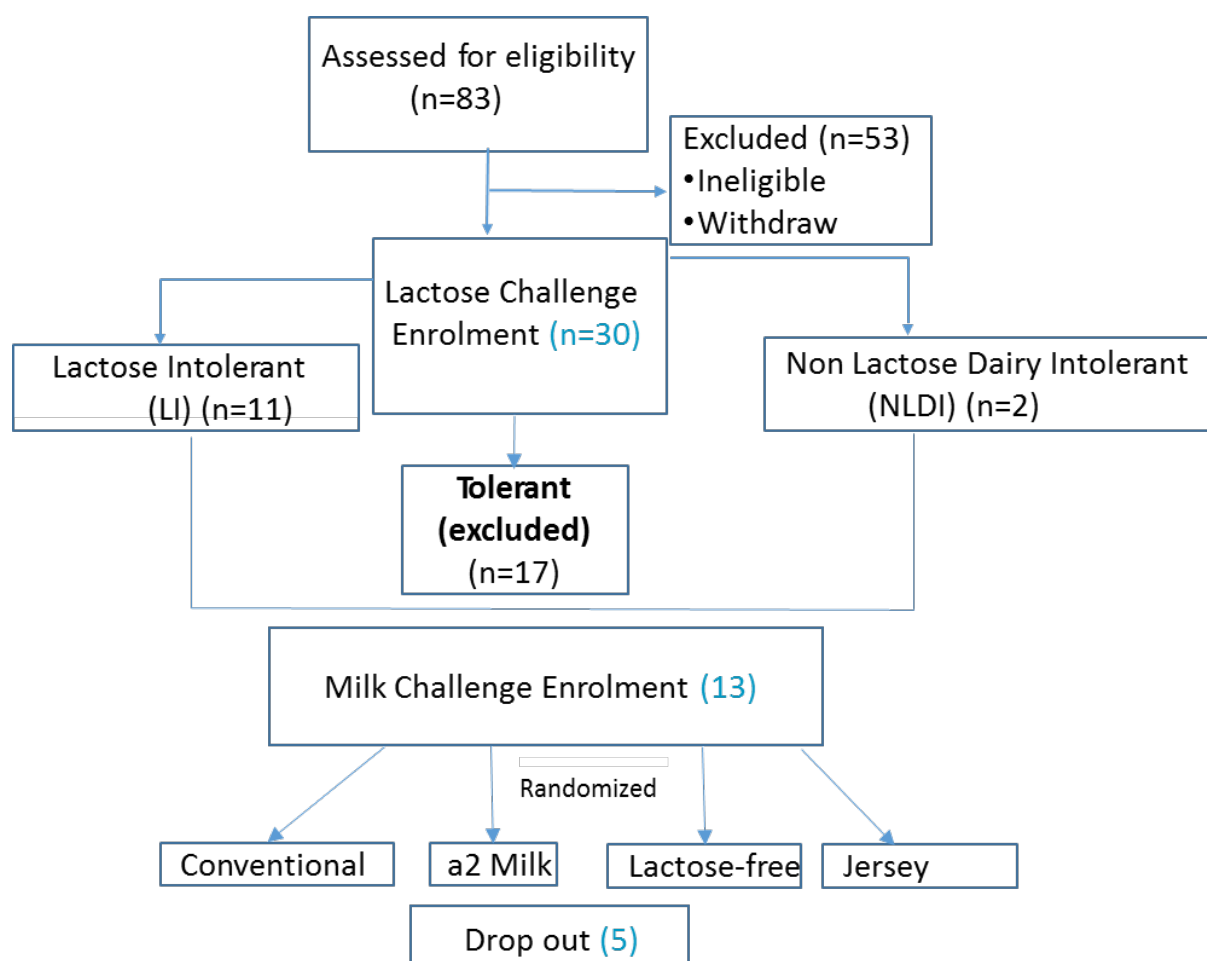 Assessed for eligibility
(n=83)
Excluded (n=53)
•Ineligible
•Withdraw
Lactose Challenge
Enrolment (n=30)
Lactose Intolerant
(LI) (n=11)
Non Lactose Dairy Intolerant
(NLDI) (n=2)
Tolerant
(excluded)
(n=17)
Milk Challenge Enrolment (13)
Randomized
Conventional
a2 Milk
Lactose-free
Jersey
Drop out (5)